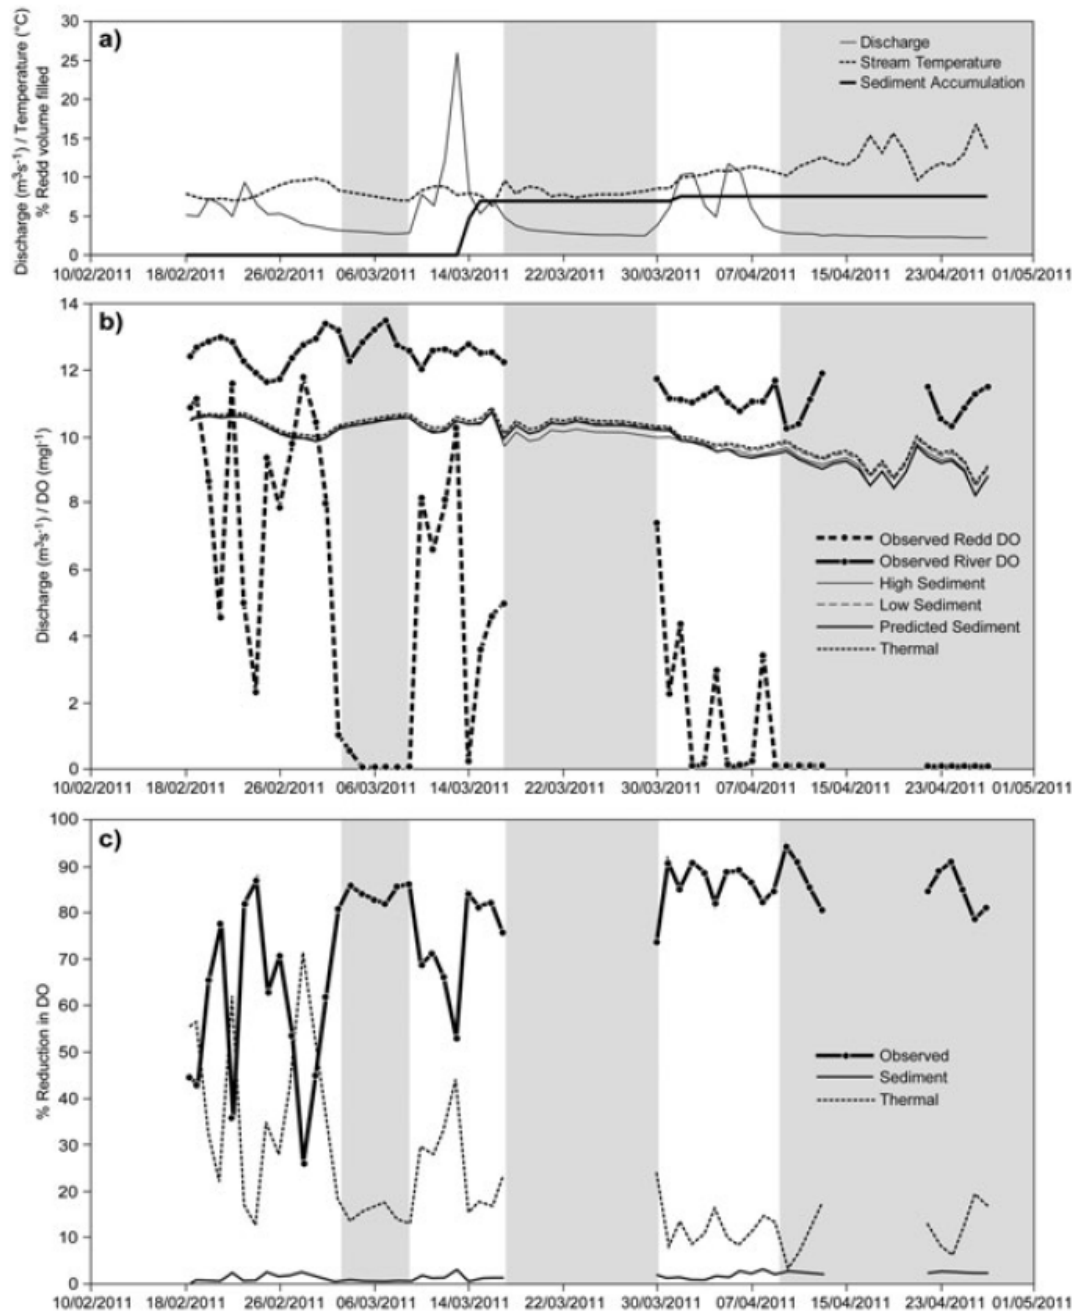 a)
Discharge (m³s⁻¹) / Temperature (°C)
% Redd volume filled
30
25
20
15
10
5
0
Discharge
Stream Temperature
Sediment Accumulation
10/02/2011 18/02/2011 26/02/2011 06/03/2011 14/03/2011 22/03/2011 30/03/2011 07/04/2011 15/04/2011 23/04/2011 01/05/2011
b)
Discharge (m³s⁻¹) / DO (mgl⁻¹)
14
12
10
8
6
4
2
0
Observed Redd DO
Observed River DO
High Sediment
Low Sediment
Predicted Sediment
Thermal
10/02/2011 18/02/2011 26/02/2011 06/03/2011 14/03/2011 22/03/2011 30/03/2011 07/04/2011 15/04/2011 23/04/2011 01/05/2011
c)
% Reduction in DO
100
90
80
70
60
50
40
30
20
10
0
Observed
Sediment
Thermal
10/02/2011 18/02/2011 26/02/2011 06/03/2011 14/03/2011 22/03/2011 30/03/2011 07/04/2011 15/04/2011 23/04/2011 01/05/2011